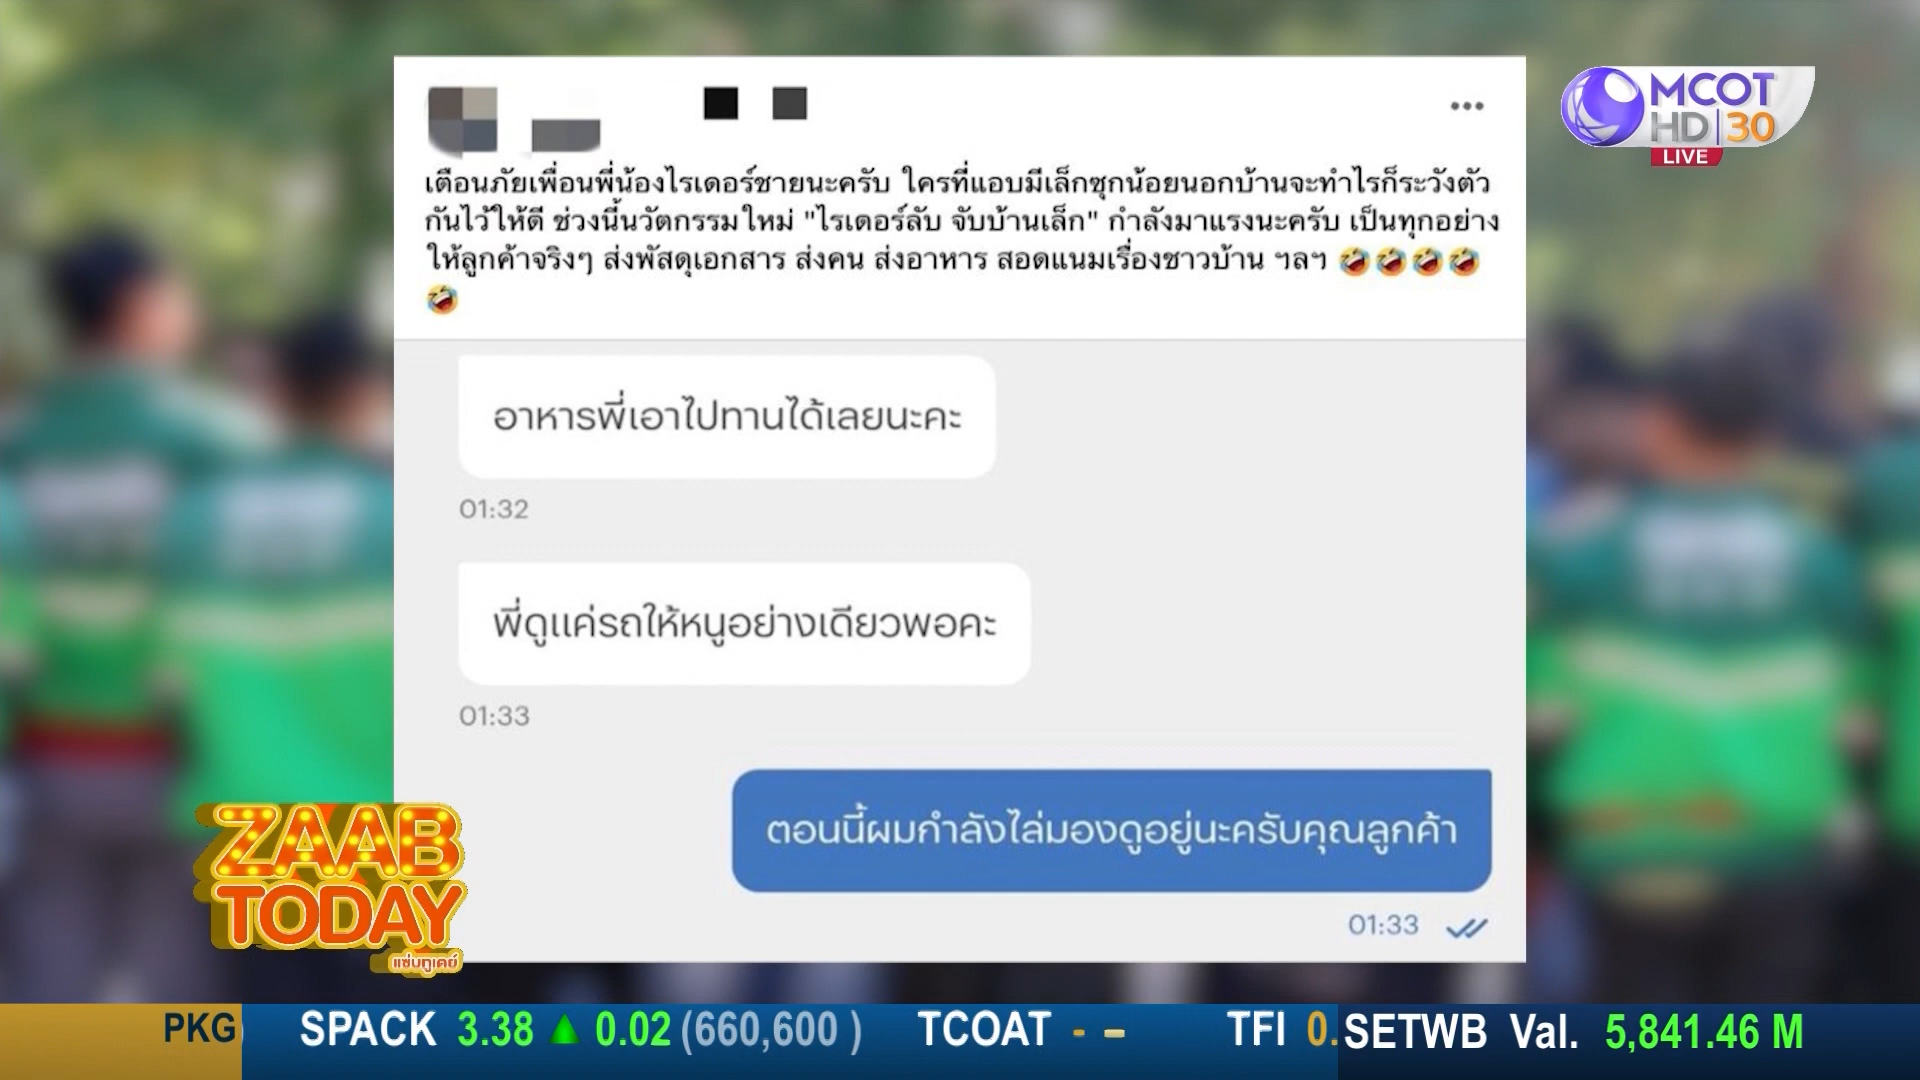 MCOT
HD 30
LIVE
เตือนภัยเพื่อนพี่น้องไรเดอร์ชายนะครับ ใครที่แอบมีเล็กซุกน้อยนอกบ้านจะทำไรก็ระวังตัว
กันไว้ให้ดี ช่วงนี้นวัตกรรมใหม่ "ไรเดอร์ลับ จับบ้านเล็ก" กำลังมาแรงนะครับ เป็นทุกอย่าง
ให้ลูกค้าจริงๆ ส่งพัสดุเอกสาร ส่งคน ส่งอาหาร สอดแนมเรื่องชาวบ้าน ฯลฯ 🤣🤣🤣🤣
🤣
อาหารพี่เอาไปทานได้เลยนะคะ
01:32
พี่ดูแค่รถให้หนูอย่างเดียวพอคะ
01:33
ตอนนี้ผมกำลังไล่มองดูอยู่นะครับคุณลูกค้า
01:33
ZAAB
TODAY
แซ่บทูเดย์
PKG SPACK 3.38 ▲ 0.02 (660,600 ) TCOAT - - TFI 0. SETWB Val. 5,841.46 M